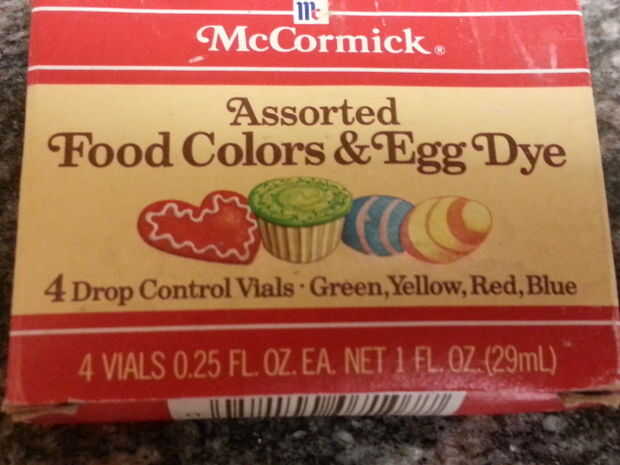 Mc
McCormick®
Assorted
Food Colors & Egg Dye
4 Drop Control Vials · Green, Yellow, Red, Blue
4 VIALS 0.25 FL. OZ. EA. NET 1 FL. OZ. (29mL)